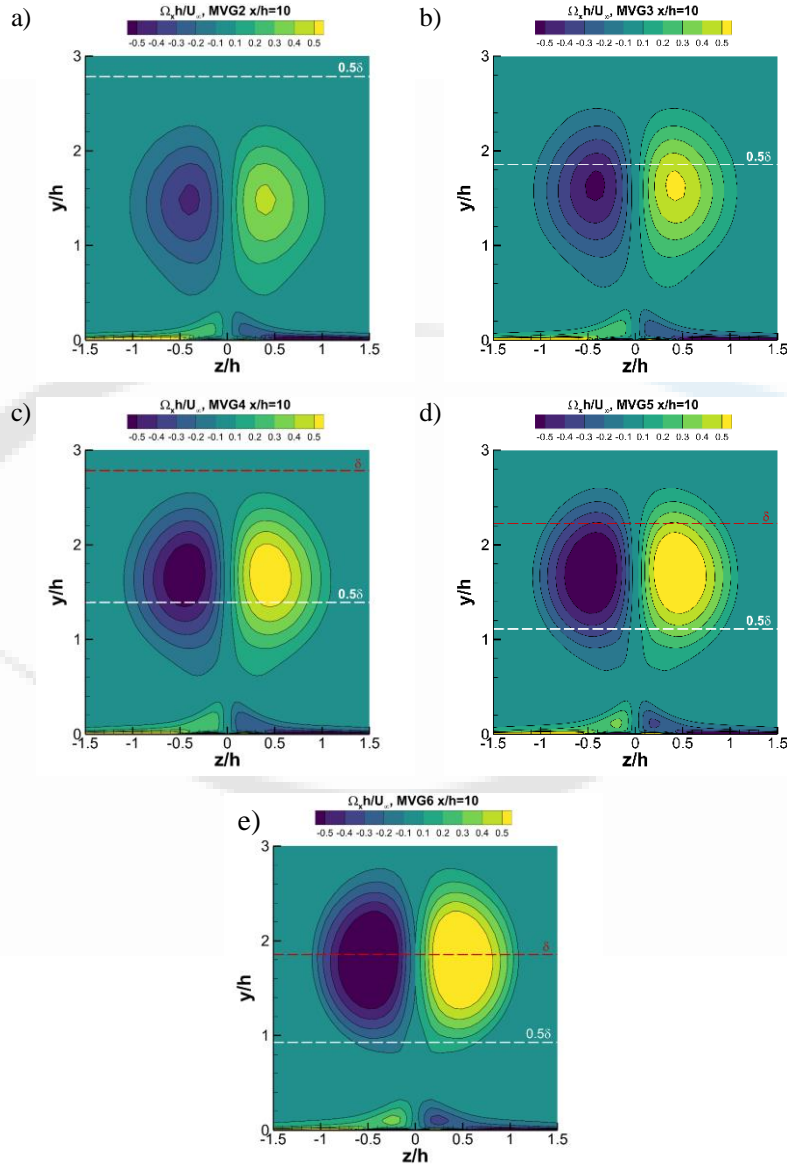 a)
Ωₓh/U∞, MVG2 x/h=10
-0.5 -0.4 -0.3 -0.2 -0.1 0.1 0.2 0.3 0.4 0.5
3
2
1
0
y/h
0.5δ
-1.5 -1 -0.5 0 0.5 1 1.5
z/h
b)
Ωₓh/U∞, MVG3 x/h=10
-0.5 -0.4 -0.3 -0.2 -0.1 0.1 0.2 0.3 0.4 0.5
3
2
1
0
y/h
0.5δ
-1.5 -1 -0.5 0 0.5 1 1.5
z/h
c)
Ωₓh/U∞, MVG4 x/h=10
-0.5 -0.4 -0.3 -0.2 -0.1 0.1 0.2 0.3 0.4 0.5
3
2
1
0
y/h
δ
0.5δ
-1.5 -1 -0.5 0 0.5 1 1.5
z/h
d)
Ωₓh/U∞, MVG5 x/h=10
-0.5 -0.4 -0.3 -0.2 -0.1 0.1 0.2 0.3 0.4 0.5
3
2
1
0
y/h
δ
0.5δ
-1.5 -1 -0.5 0 0.5 1 1.5
z/h
e)
Ωₓh/U∞, MVG6 x/h=10
-0.5 -0.4 -0.3 -0.2 -0.1 0.1 0.2 0.3 0.4 0.5
3
2
1
0
y/h
δ
0.5δ
-1.5 -1 -0.5 0 0.5 1 1.5
z/h